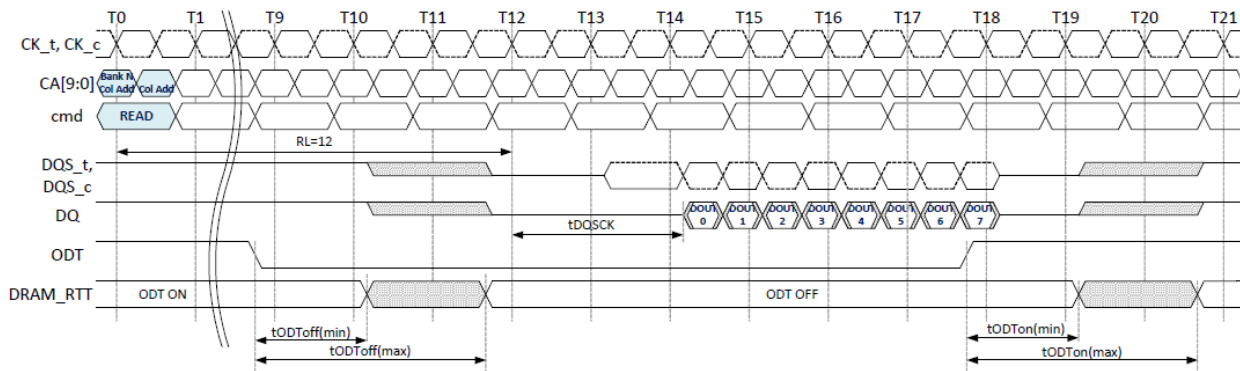 T0 T1 T9 T10 T11 T12 T13 T14 T15 T16 T17 T18 T19 T20 T21
CK_t, CK_c
Bank N
CA[9:0] Col Add Col Add
cmd READ
RL=12
DQS_t,
DQS_c
DQ DOUT 0 DOUT 1 DOUT 2 DOUT 3 DOUT 4 DOUT 5 DOUT 6 DOUT 7
tDQSCK
ODT
DRAM_RTT ODT ON ODT OFF
tODToff(min) tODTon(min)
tODToff(max) tODTon(max)